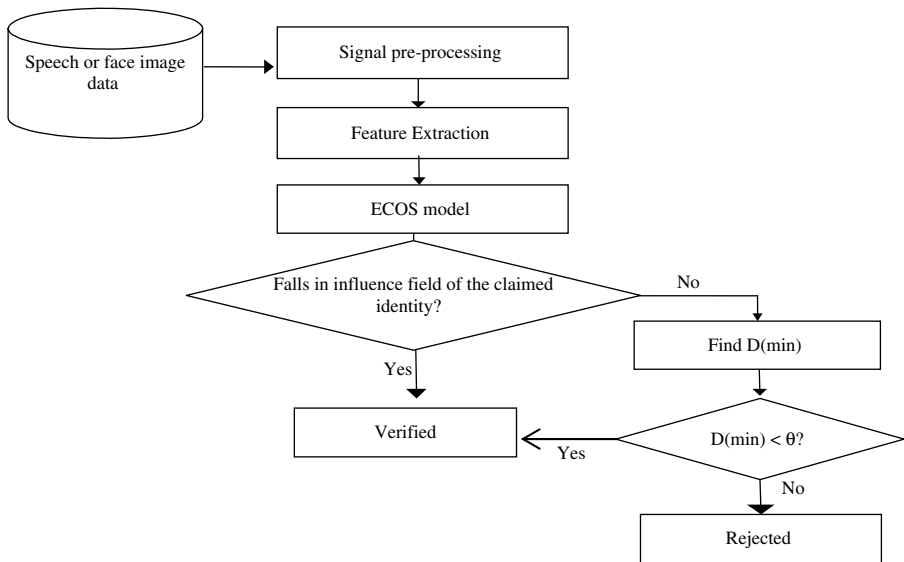 Speech or face image
data
Signal pre-processing
Feature Extraction
ECOS model
Falls in influence field of the claimed
identity?
No
Find D(min)
Yes
Verified
D(min) < θ?
Yes
No
Rejected